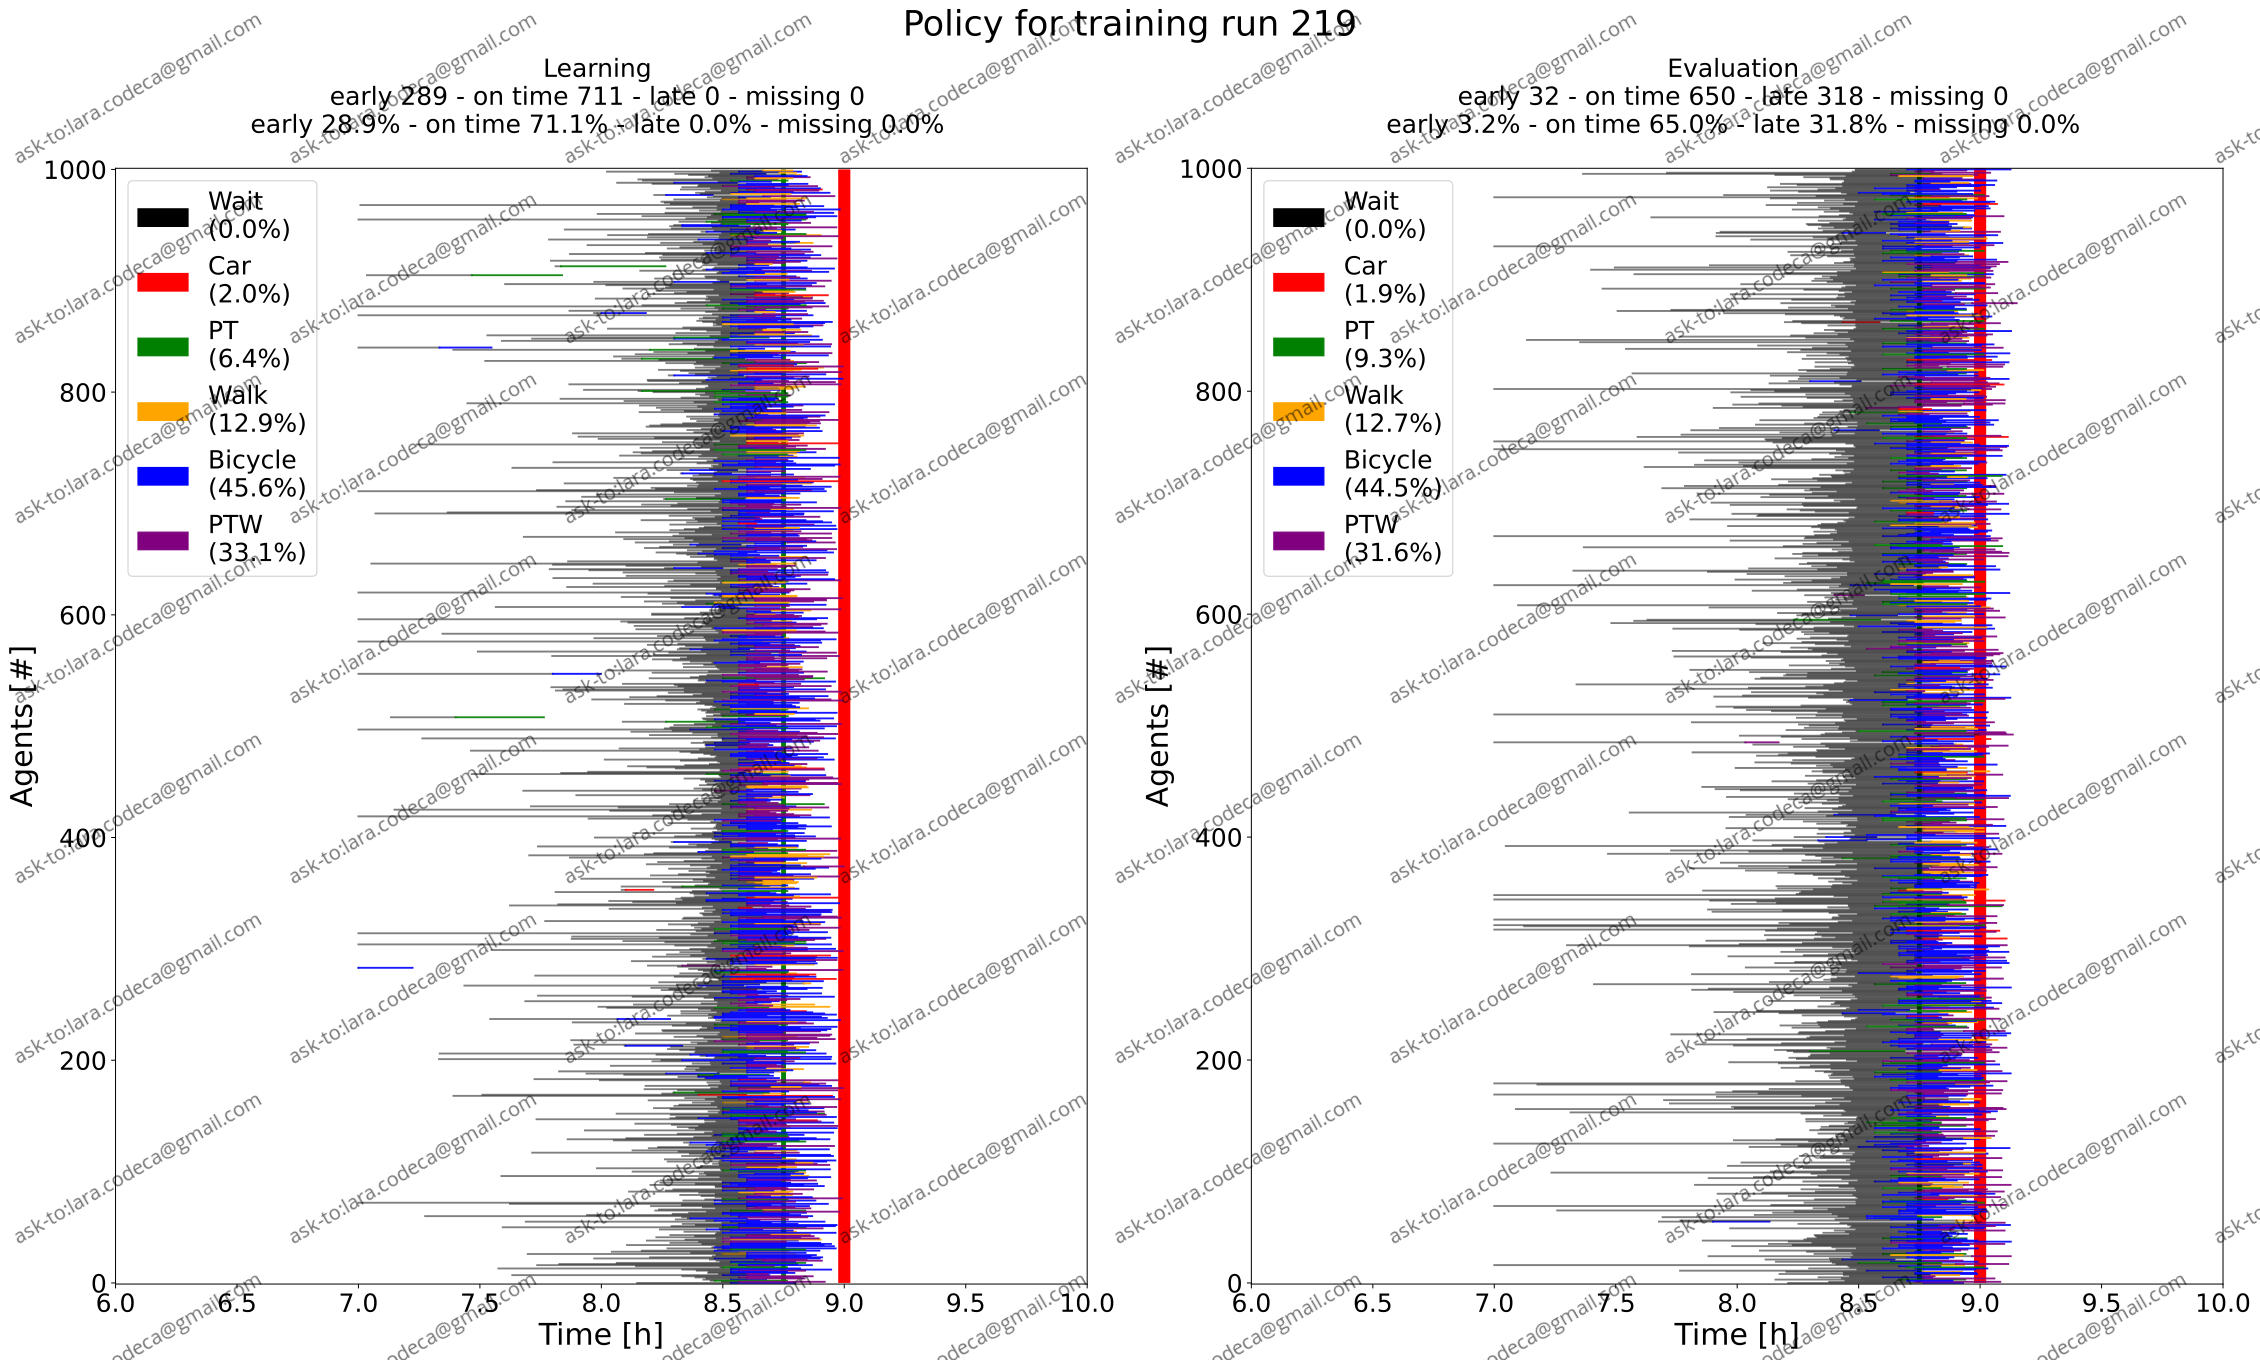 Policy for training run 219
Learning
early 289 - on time 711 - late 0 - missing 0
early 28.9% - on time 71.1% - late 0.0% - missing 0.0%
Agents [#]
1000
800
600
400
200
0
Wait
(0.0%)
Car
(2.0%)
PT
(6.4%)
Walk
(12.9%)
Bicycle
(45.6%)
PTW
(33.1%)
6.0 6.5 7.0 7.5 8.0 8.5 9.0 9.5 10.0
Time [h]
Evaluation
early 32 - on time 650 - late 318 - missing 0
early 3.2% - on time 65.0% - late 31.8% - missing 0.0%
Agents [#]
1000
800
600
400
200
0
Wait
(0.0%)
Car
(1.9%)
PT
(9.3%)
Walk
(12.7%)
Bicycle
(44.5%)
PTW
(31.6%)
6.0 6.5 7.0 7.5 8.0 8.5 9.0 9.5 10.0
Time [h]
ask-to:lara.codeca@gmail.com